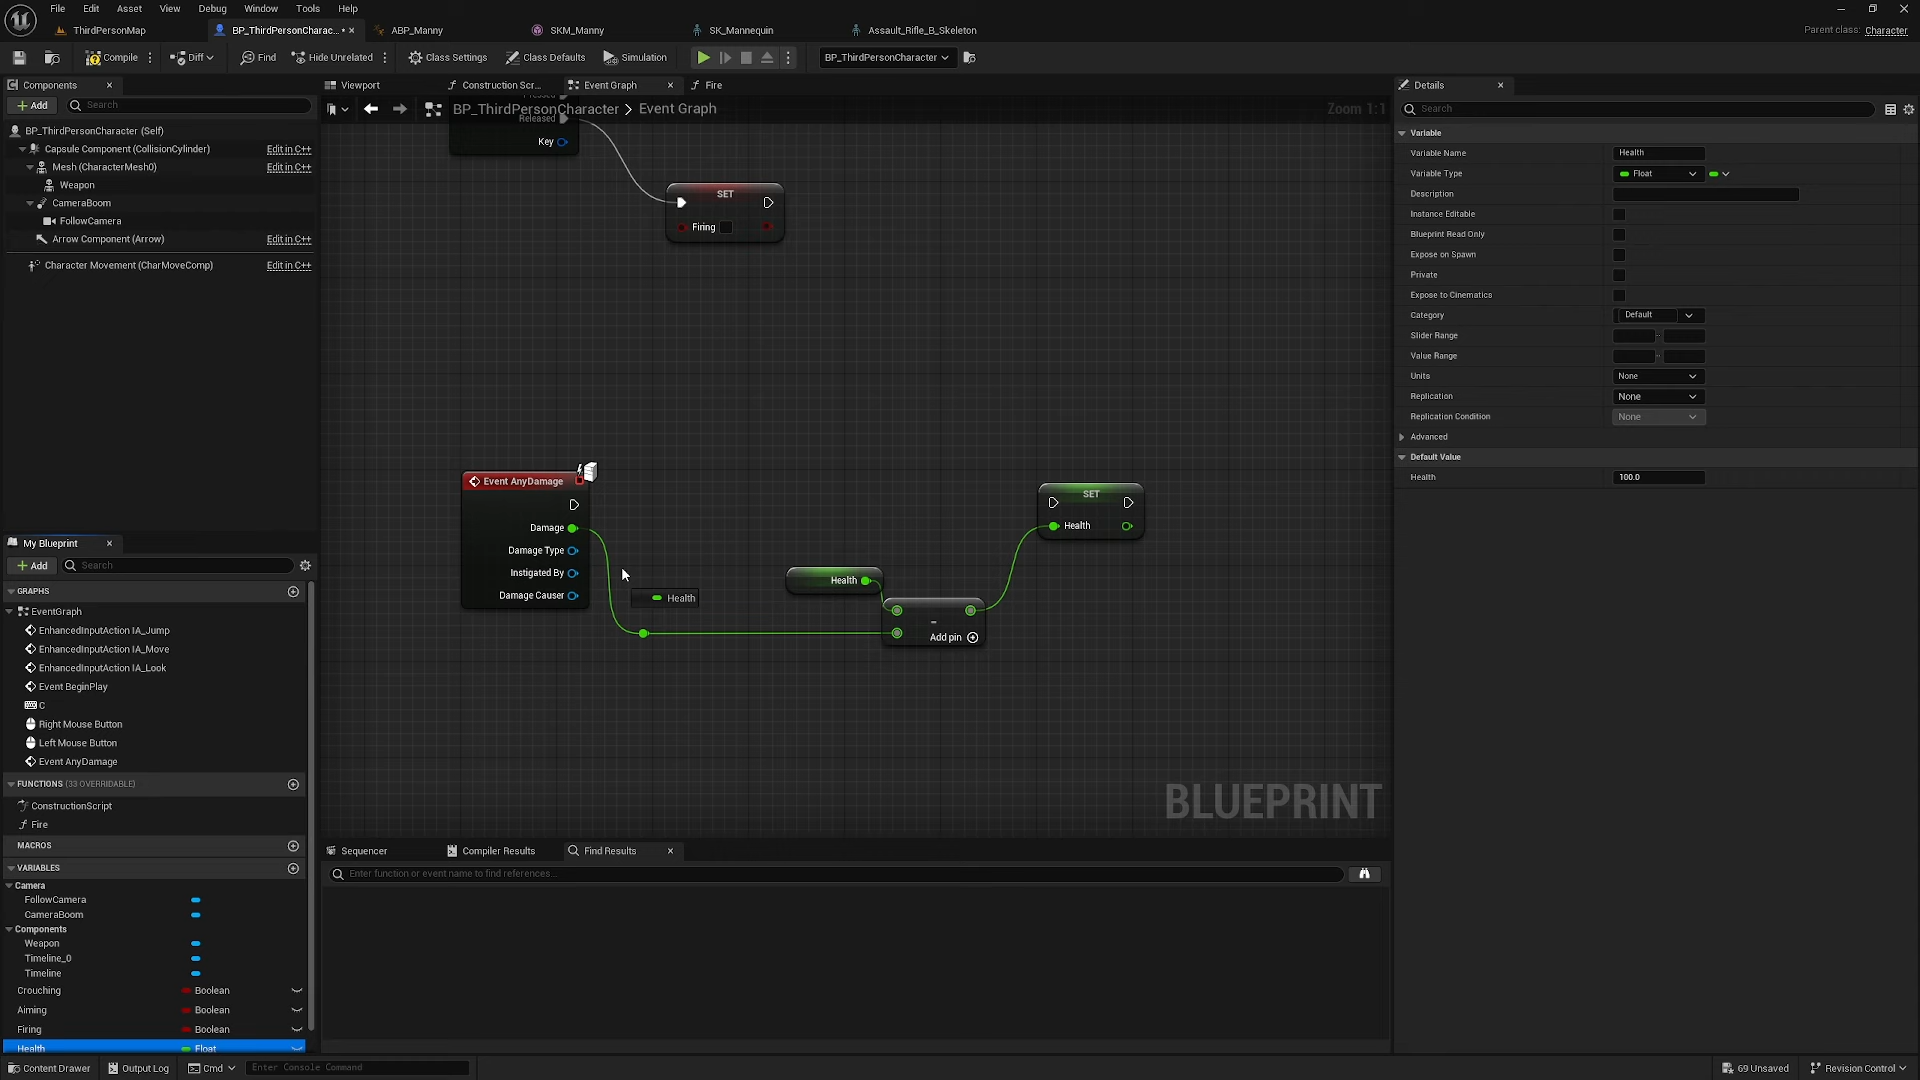 File Edit Asset View Debug Window Tools Help
ThirdPersonMap
BP_ThirdPersonCharac... •
ABP_Manny
SKM_Manny
SK_Mannequin
Assault_Rifle_B_Skeleton
Parent class: Character
Compile
Diff
Find
Hide Unrelated
Class Settings
Class Defaults
Simulation
BP_ThirdPersonCharacter
Components
Add
Search
BP_ThirdPersonCharacter (Self)
Capsule Component (CollisionCylinder) Edit in C++
Mesh (CharacterMesh0) Edit in C++
Weapon
CameraBoom
FollowCamera
Arrow Component (Arrow) Edit in C++
Character Movement (CharMoveComp) Edit in C++
My Blueprint
Add
Search
GRAPHS
EventGraph
EnhancedInputAction IA_Jump
EnhancedInputAction IA_Move
EnhancedInputAction IA_Look
Event BeginPlay
C
Right Mouse Button
Left Mouse Button
Event AnyDamage
FUNCTIONS (33 OVERRIDABLE)
ConstructionScript
Fire
MACROS
VARIABLES
Camera
FollowCamera
CameraBoom
Components
Weapon
Timeline_0
Timeline
Crouching Boolean
Aiming Boolean
Firing Boolean
Health Float
Viewport
Construction Scr...
Event Graph
Fire
BP_ThirdPersonCharacter > Event Graph
Zoom 1:1
Pressed
Released
Key
SET
Firing
Event AnyDamage
Damage
Damage Type
Instigated By
Damage Causer
Health
Health
-
Add pin
SET
Health
BLUEPRINT
Sequencer
Compiler Results
Find Results
Enter function or event name to find references...
Details
Search
Variable
Variable Name Health
Variable Type Float
Description
Instance Editable
Blueprint Read Only
Expose on Spawn
Private
Expose to Cinematics
Category Default
Slider Range
Value Range
Units None
Replication None
Replication Condition None
Advanced
Default Value
Health 100.0
Content Drawer
Output Log
Cmd
Enter Console Command
69 Unsaved
Revision Control